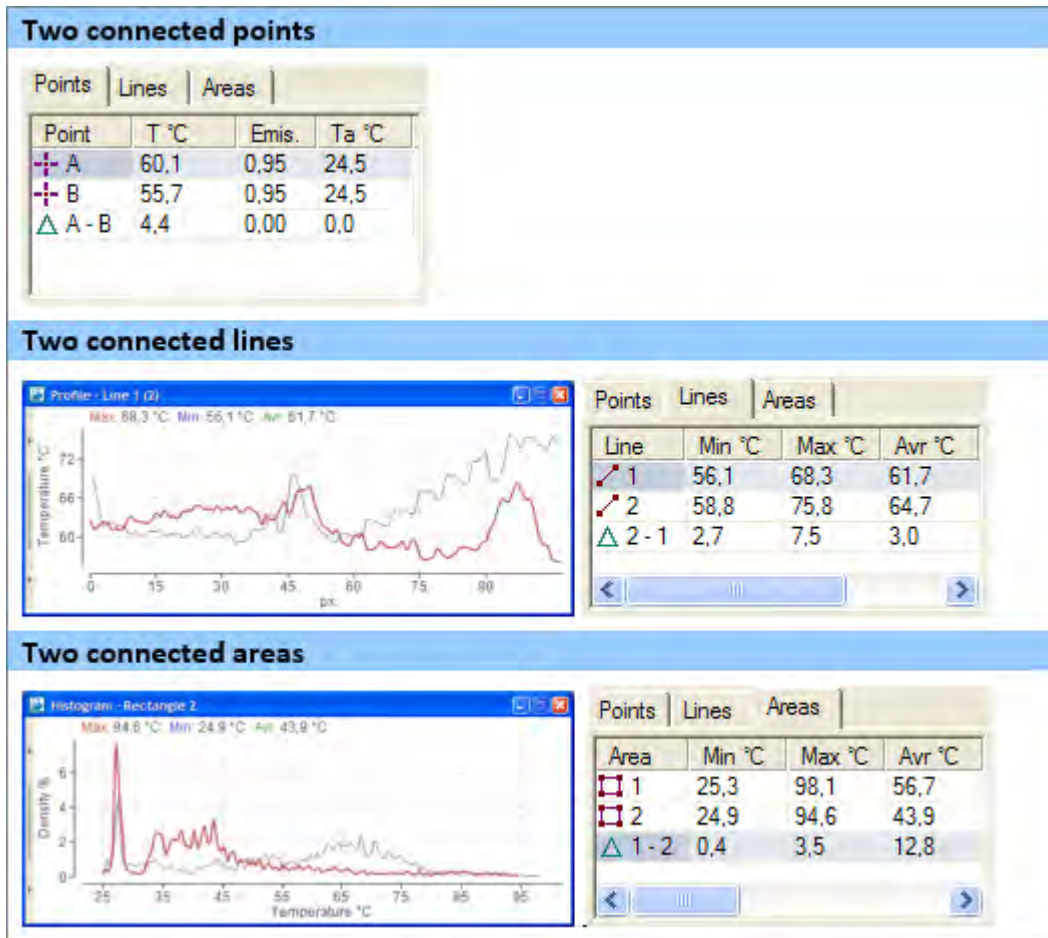 Two connected points
Points Lines Areas
Point T °C Emis. Ta °C
A 60,1 0,95 24,5
B 55,7 0,95 24,5
A - B 4,4 0,00 0,0
Two connected lines
Profile - Line 1 (2)
Max: 68,3 °C Min: 56,1 °C Avr: 61,7 °C
Temperature °C
72
66
60
0 15 30 45 60 75 90
px.
Points Lines Areas
Line Min °C Max °C Avr °C
1 56,1 68,3 61,7
2 58,8 75,8 64,7
2 - 1 2,7 7,5 3,0
Two connected areas
Histogram - Rectangle 2
Max: 94,6 °C Min: 24,9 °C Avr: 43,9 °C
Density %
6
4
2
0
25 35 45 55 65 75 85 95
Temperature °C
Points Lines Areas
Area Min °C Max °C Avr °C
1 25,3 98,1 56,7
2 24,9 94,6 43,9
1 - 2 0,4 3,5 12,8